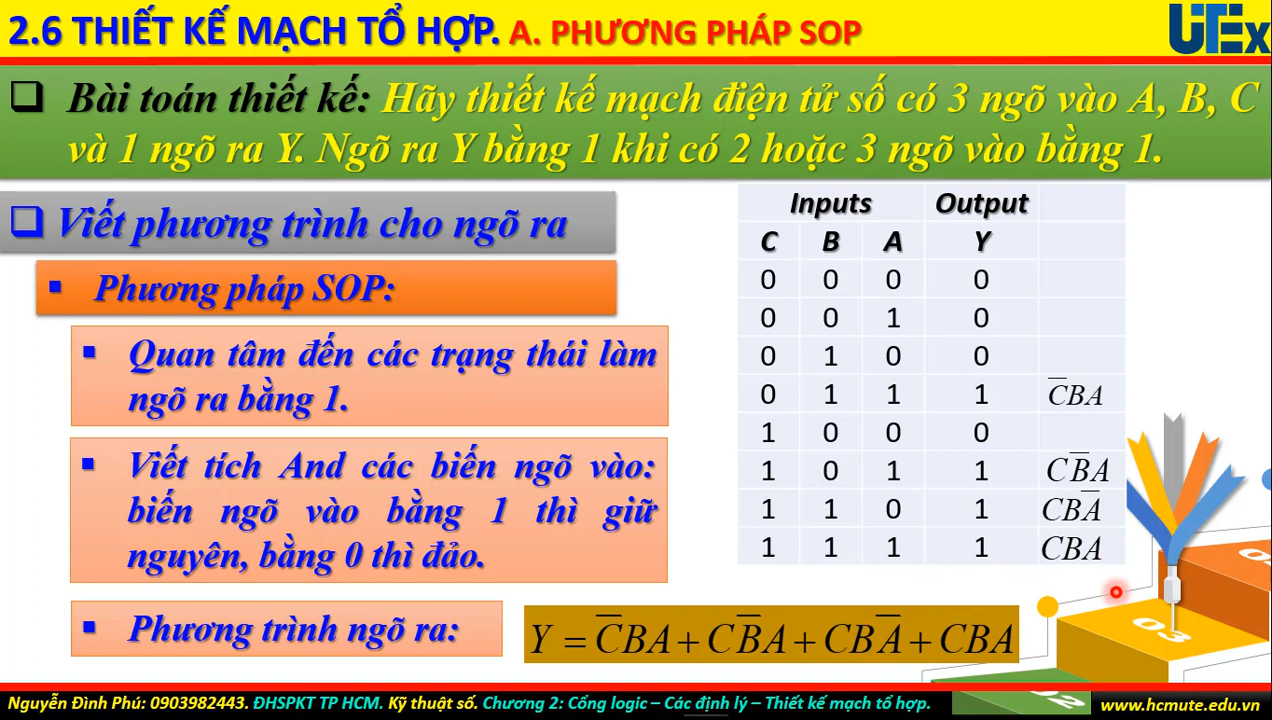 2.6 THIẾT KẾ MẠCH TỔ HỢP. A. PHƯƠNG PHÁP SOP
UTEx
❑ Bài toán thiết kế: Hãy thiết kế mạch điện tử số có 3 ngõ vào A, B, C
và 1 ngõ ra Y. Ngõ ra Y bằng 1 khi có 2 hoặc 3 ngõ vào bằng 1.
❑ Viết phương trình cho ngõ ra
▪ Phương pháp SOP:
▪ Quan tâm đến các trạng thái làm
ngõ ra bằng 1.
▪ Viết tích And các biến ngõ vào:
biến ngõ vào bằng 1 thì giữ
nguyên, bằng 0 thì đảo.
▪ Phương trình ngõ ra:
Inputs Output
C B A Y
0 0 0 0
0 0 1 0
0 1 0 0
0 1 1 1 C̅BA
1 0 0 0
1 0 1 1 CB̅A
1 1 0 1 CBA̅
1 1 1 1 CBA
Y = C̅BA + CB̅A + CBA̅ + CBA
03
Nguyễn Đình Phú: 0903982443. ĐHSPKT TP HCM. Kỹ thuật số. Chương 2: Cổng logic – Các định lý – Thiết kế mạch tổ hợp.
www.hcmute.edu.vn